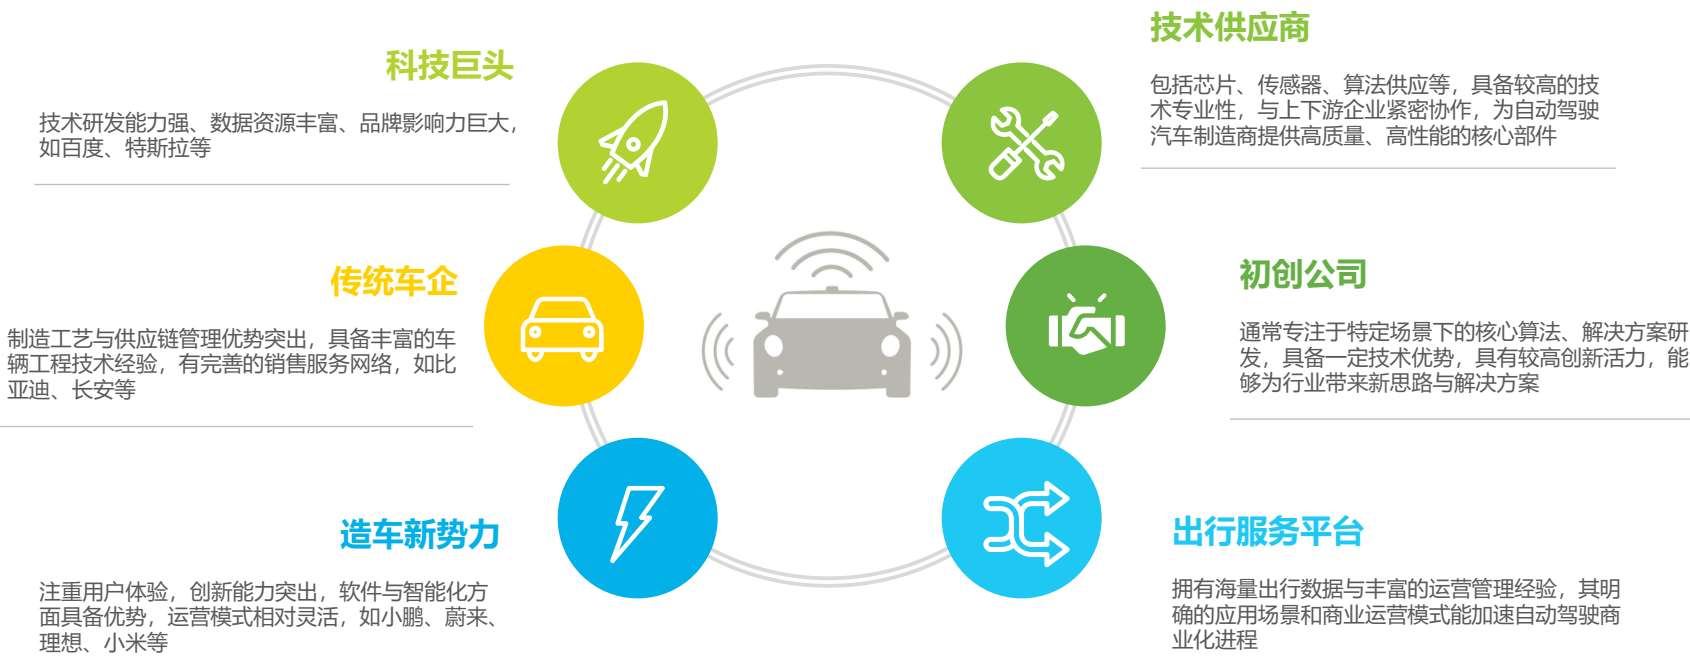 科技巨头
技术研发能力强、数据资源丰富、品牌影响力巨大，
如百度、特斯拉等
传统车企
制造工艺与供应链管理优势突出，具备丰富的车
辆工程技术经验，有完善的销售服务网络，如比
亚迪、长安等
造车新势力
注重用户体验，创新能力突出，软件与智能化方
面具备优势，运营模式相对灵活，如小鹏、蔚来、
理想、小米等
技术供应商
包括芯片、传感器、算法供应等，具备较高的技
术专业性，与上下游企业紧密协作，为自动驾驶
汽车制造商提供高质量、高性能的核心部件
初创公司
通常专注于特定场景下的核心算法、解决方案研
发，具备一定技术优势，具有较高创新活力，能
够为行业带来新思路与解决方案
出行服务平台
拥有海量出行数据与丰富的运营管理经验，其明
确的应用场景和商业运营模式能加速自动驾驶商
业化进程